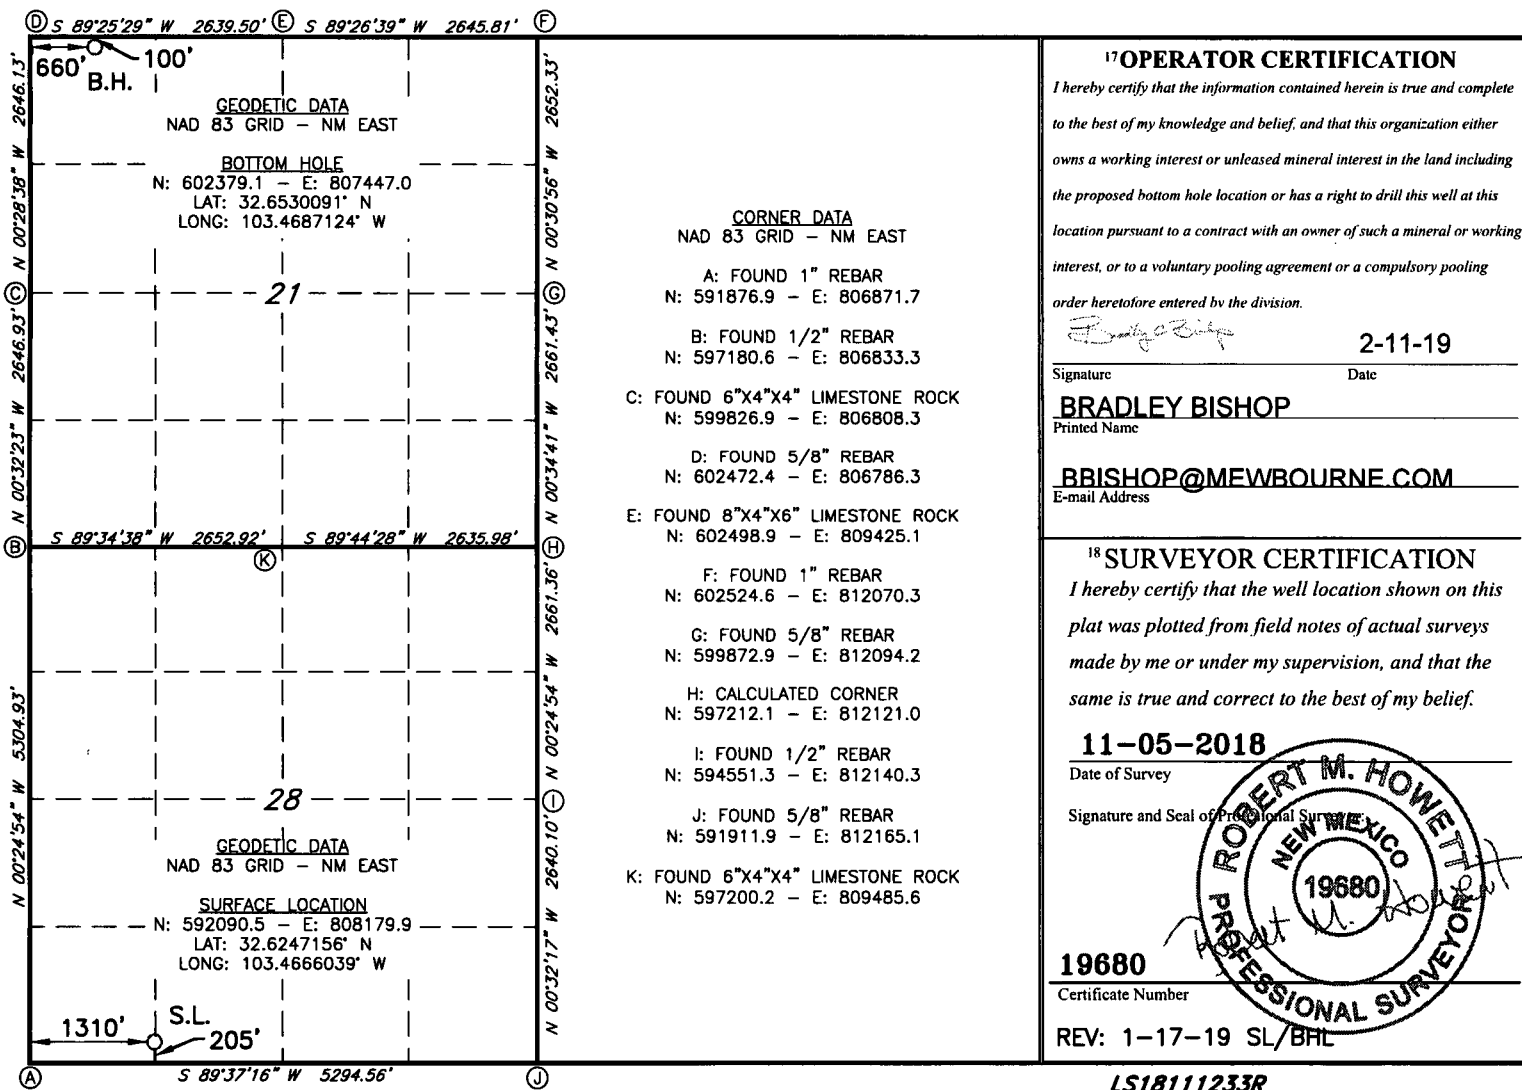 D S 89°25'29" W 2639.50' E S 89°26'39" W 2645.81' F
660' 100'
B.H.
N 00°28'38" W 2646.13'
N 00°30'56" W 2652.33'
GEODETIC DATA
NAD 83 GRID – NM EAST
BOTTOM HOLE
N: 602379.1 – E: 807447.0
LAT: 32.6530091° N
LONG: 103.4687124° W
C 21 G
N 00°32'23" W 2646.93'
N 00°34'41" W 2661.43'
S 89°34'38" W 2652.92' S 89°44'28" W 2635.98'
B K H
N 00°24'54" W 5304.93'
N 00°24'54" W 2661.36'
28 I
GEODETIC DATA
NAD 83 GRID – NM EAST
SURFACE LOCATION
N: 592090.5 – E: 808179.9
LAT: 32.6247156° N
LONG: 103.4666039° W
N 00°32'17" W 2640.10'
1310' S.L.
205'
A S 89°37'16" W 5294.56' J
CORNER DATA
NAD 83 GRID – NM EAST
A: FOUND 1" REBAR
N: 591876.9 – E: 806871.7
B: FOUND 1/2" REBAR
N: 597180.6 – E: 806833.3
C: FOUND 6"X4"X4" LIMESTONE ROCK
N: 599826.9 – E: 806808.3
D: FOUND 5/8" REBAR
N: 602472.4 – E: 806786.3
E: FOUND 8"X4"X6" LIMESTONE ROCK
N: 602498.9 – E: 809425.1
F: FOUND 1" REBAR
N: 602524.6 – E: 812070.3
G: FOUND 5/8" REBAR
N: 599872.9 – E: 812094.2
H: CALCULATED CORNER
N: 597212.1 – E: 812121.0
I: FOUND 1/2" REBAR
N: 594551.3 – E: 812140.3
J: FOUND 5/8" REBAR
N: 591911.9 – E: 812165.1
K: FOUND 6"X4"X4" LIMESTONE ROCK
N: 597200.2 – E: 809485.6
17 OPERATOR CERTIFICATION
I hereby certify that the information contained herein is true and complete
to the best of my knowledge and belief, and that this organization either
owns a working interest or unleased mineral interest in the land including
the proposed bottom hole location or has a right to drill this well at this
location pursuant to a contract with an owner of such a mineral or working
interest, or to a voluntary pooling agreement or a compulsory pooling
order heretofore entered by the division.
2-11-19
Signature Date
BRADLEY BISHOP
Printed Name
BBISHOP@MEWBOURNE.COM
E-mail Address
18 SURVEYOR CERTIFICATION
I hereby certify that the well location shown on this
plat was plotted from field notes of actual surveys
made by me or under my supervision, and that the
same is true and correct to the best of my belief.
11–05–2018
Date of Survey
Signature and Seal of Professional Surveyor:
ROBERT M. HOWETT
NEW MEXICO
19680
PROFESSIONAL SURVEYOR
Robert M. Howett
19680
Certificate Number
REV: 1–17–19 SL/BHL
LS18111233R